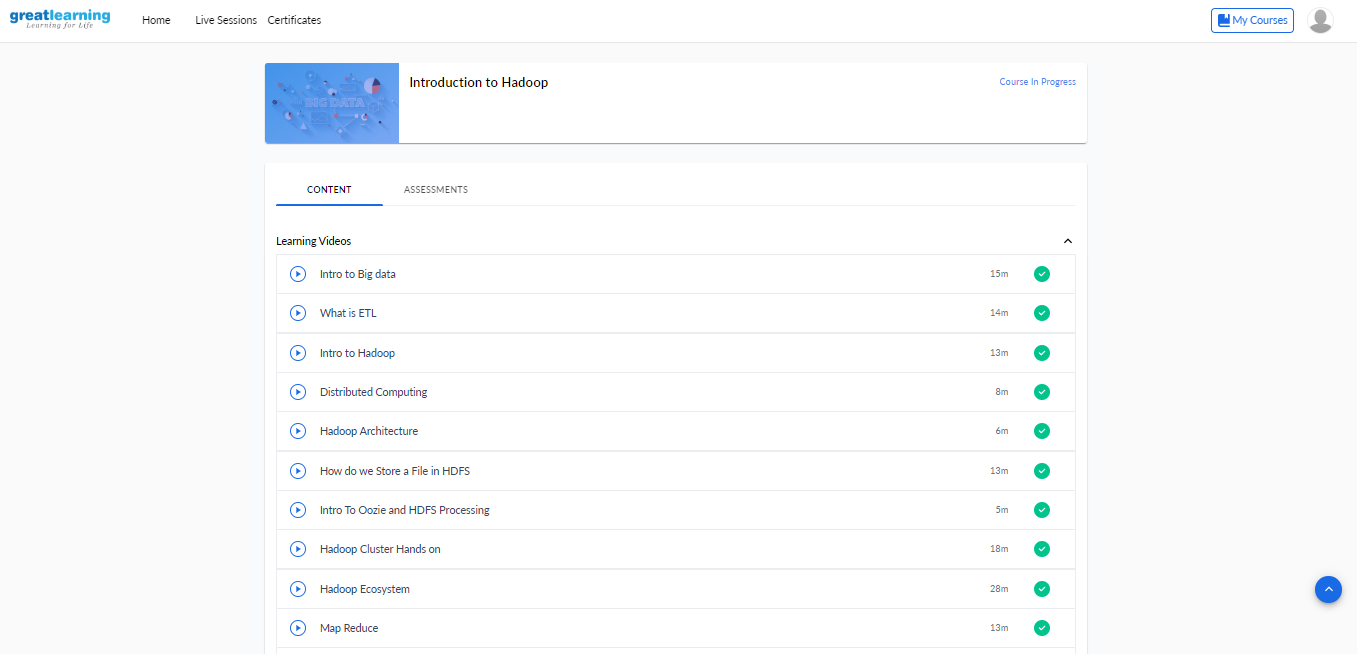 greatlearning
Learning for Life
Home Live Sessions Certificates My Courses
BIG DATA
Introduction to Hadoop
Course In Progress
CONTENT ASSESSMENTS
Learning Videos
Intro to Big data 15m
What is ETL 14m
Intro to Hadoop 13m
Distributed Computing 8m
Hadoop Architecture 6m
How do we Store a File in HDFS 13m
Intro To Oozie and HDFS Processing 5m
Hadoop Cluster Hands on 18m
Hadoop Ecosystem 28m
Map Reduce 13m